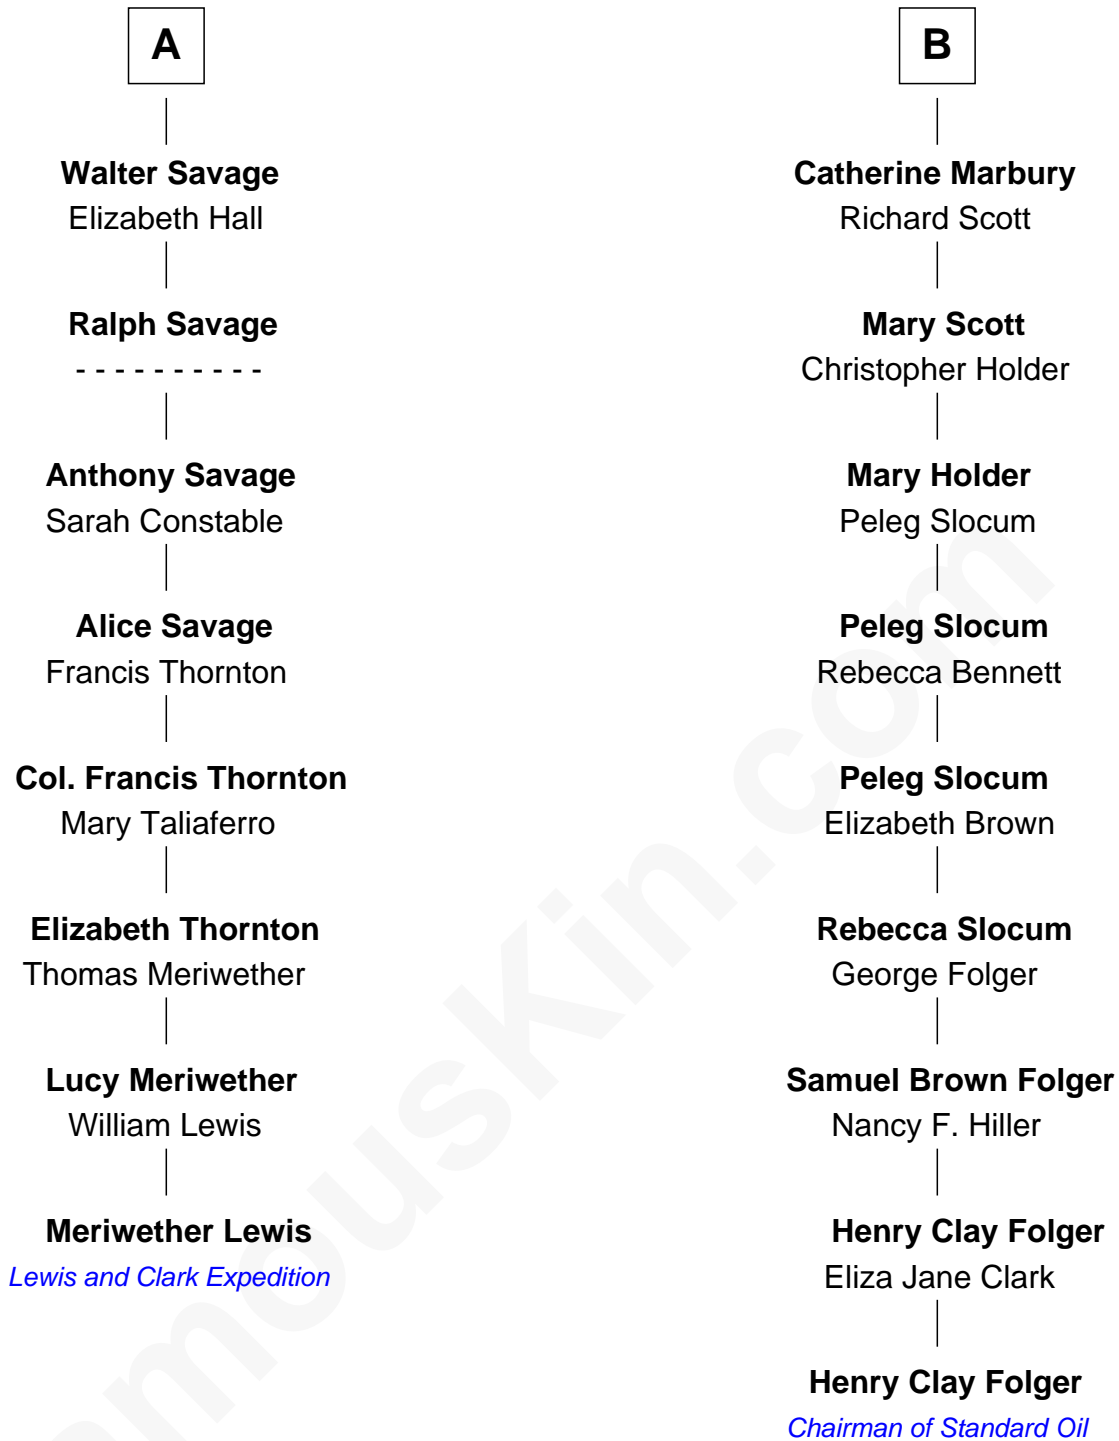 A
Walter Savage
Elizabeth Hall
Ralph Savage
- - - - - - - - - -
Anthony Savage
Sarah Constable
Alice Savage
Francis Thornton
Col. Francis Thornton
Mary Taliaferro
Elizabeth Thornton
Thomas Meriwether
Lucy Meriwether
William Lewis
Meriwether Lewis
Lewis and Clark Expedition
B
Catherine Marbury
Richard Scott
Mary Scott
Christopher Holder
Mary Holder
Peleg Slocum
Peleg Slocum
Rebecca Bennett
Peleg Slocum
Elizabeth Brown
Rebecca Slocum
George Folger
Samuel Brown Folger
Nancy F. Hiller
Henry Clay Folger
Eliza Jane Clark
Henry Clay Folger
Chairman of Standard Oil
amousKin.com